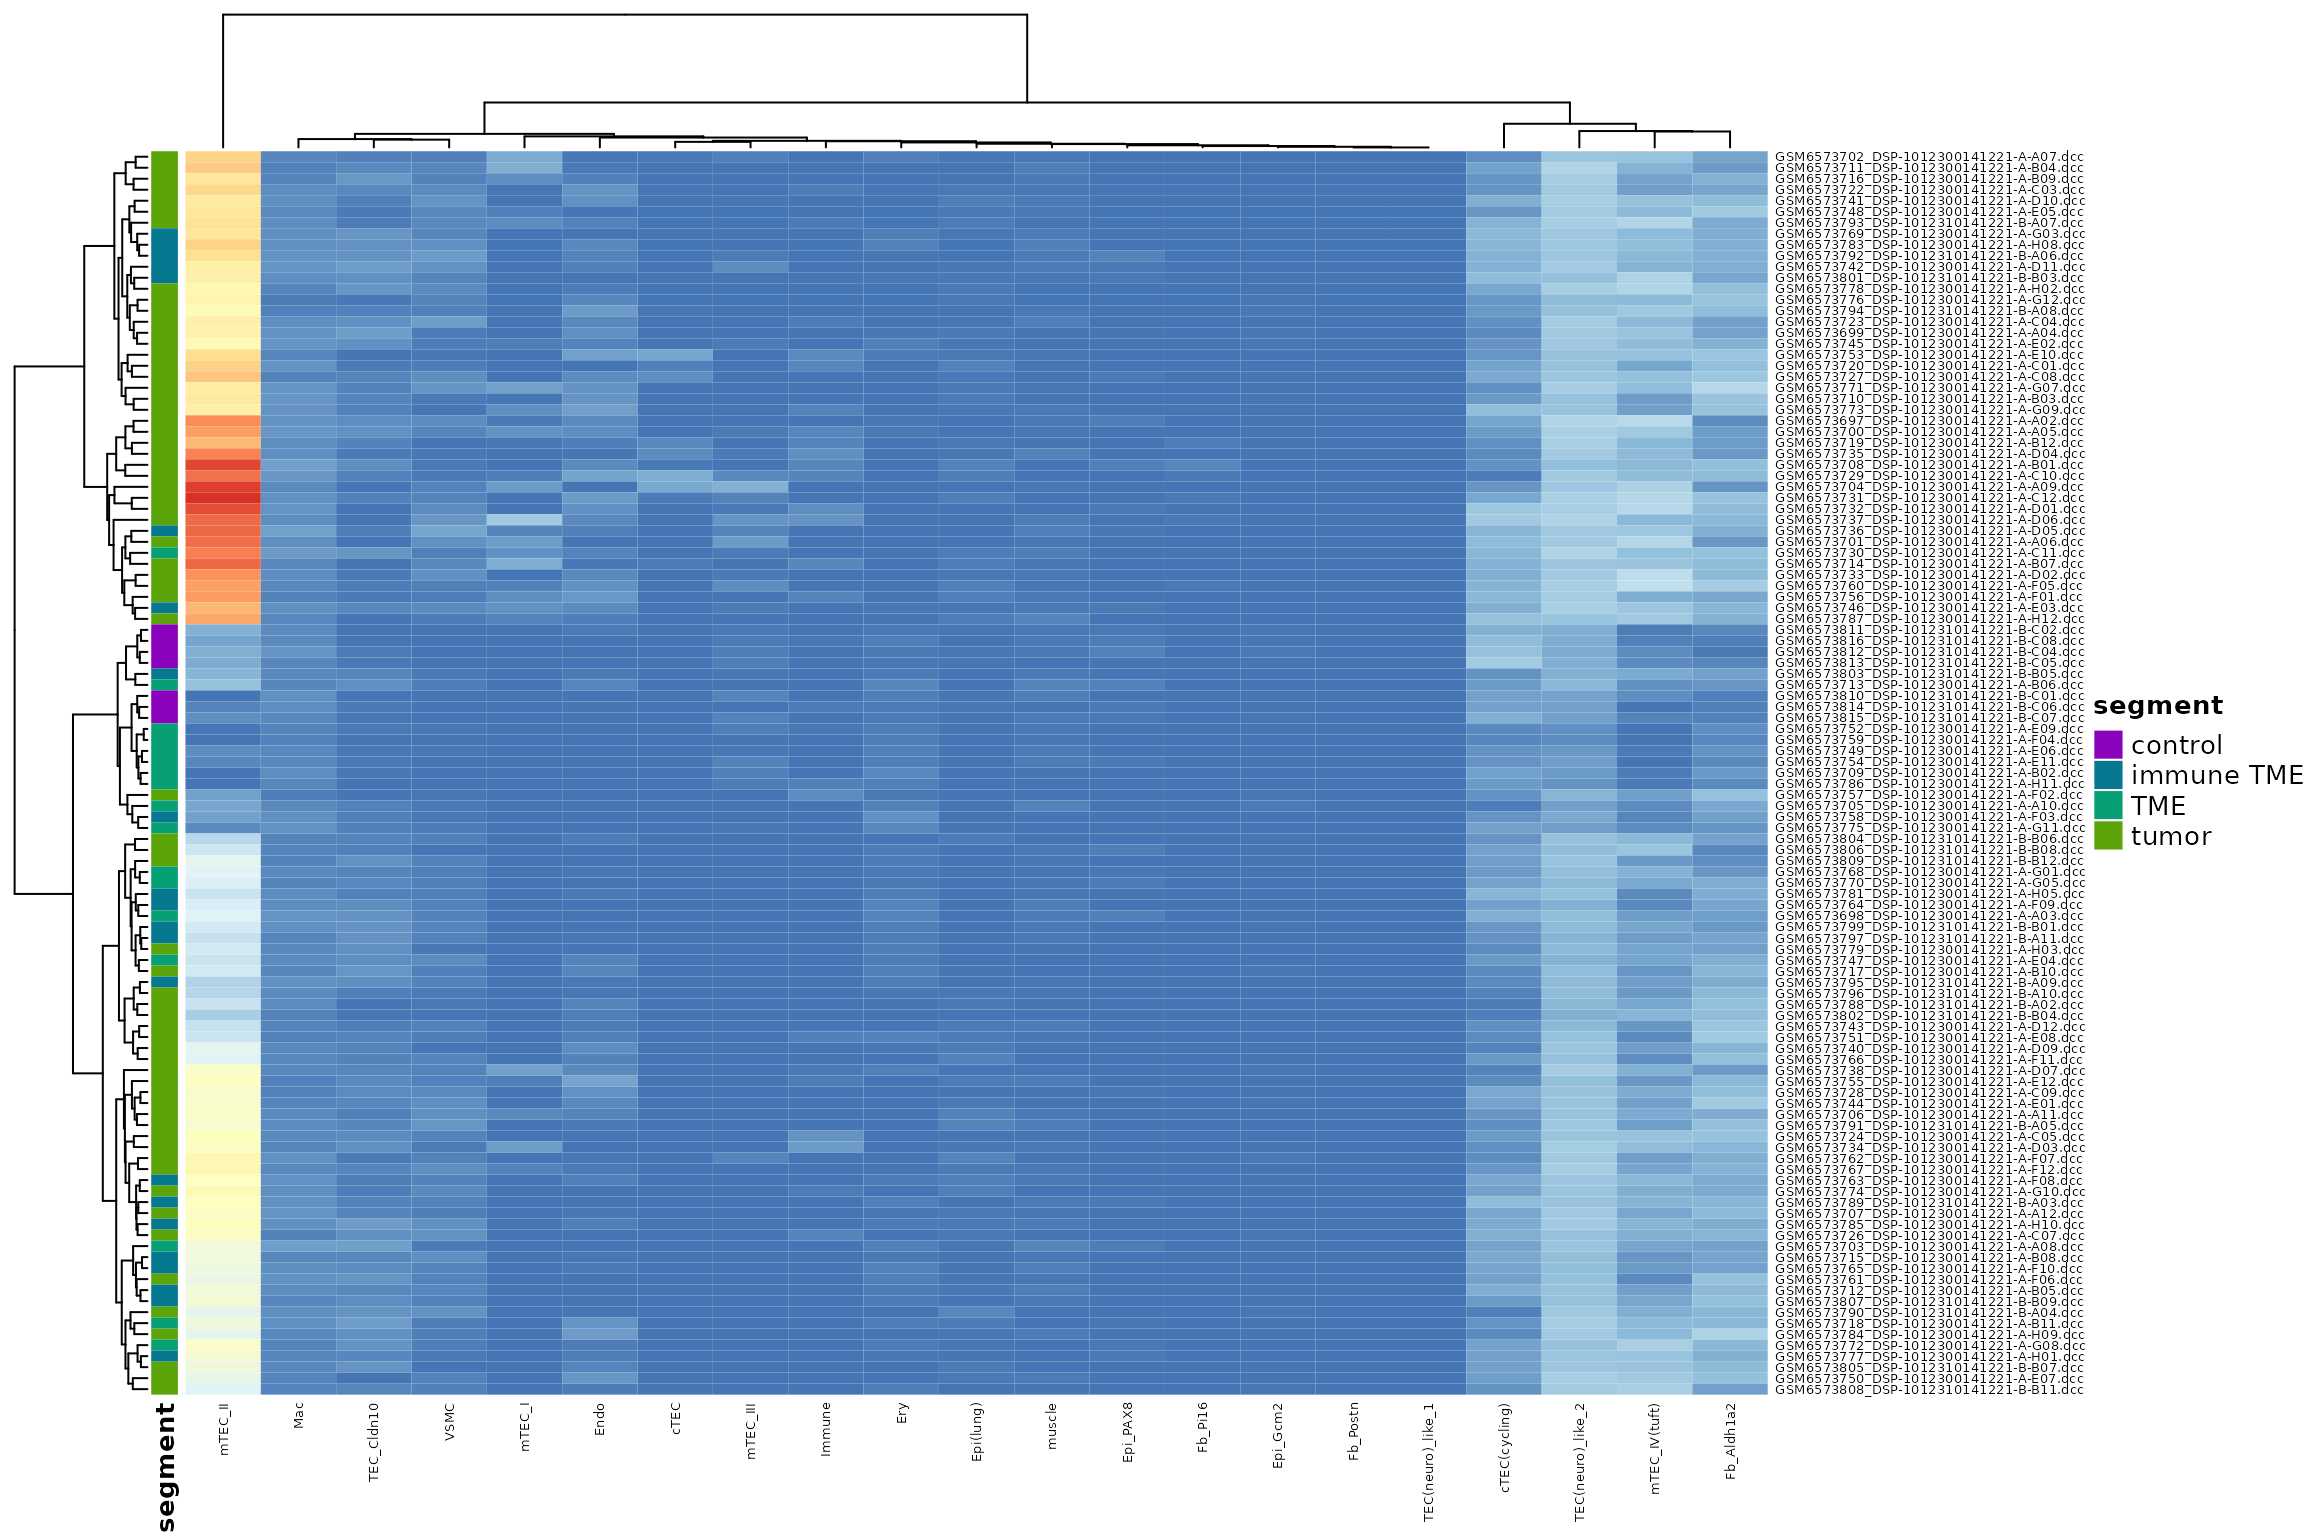 GSM6573702_DSP-1012300141221-A-A07.dcc
GSM6573711_DSP-1012300141221-A-B04.dcc
GSM6573716_DSP-1012300141221-A-B09.dcc
GSM6573722_DSP-1012300141221-A-C03.dcc
GSM6573741_DSP-1012300141221-A-D10.dcc
GSM6573748_DSP-1012300141221-A-E05.dcc
GSM6573793_DSP-1012310141221-B-A07.dcc
GSM6573769_DSP-1012300141221-A-G03.dcc
GSM6573783_DSP-1012300141221-A-H08.dcc
GSM6573792_DSP-1012310141221-B-A06.dcc
GSM6573742_DSP-1012300141221-A-D11.dcc
GSM6573801_DSP-1012310141221-B-B03.dcc
GSM6573778_DSP-1012300141221-A-H02.dcc
GSM6573776_DSP-1012300141221-A-G12.dcc
GSM6573794_DSP-1012310141221-B-A08.dcc
GSM6573723_DSP-1012300141221-A-C04.dcc
GSM6573699_DSP-1012300141221-A-A04.dcc
GSM6573745_DSP-1012300141221-A-E02.dcc
GSM6573753_DSP-1012300141221-A-E10.dcc
GSM6573720_DSP-1012300141221-A-C01.dcc
GSM6573727_DSP-1012300141221-A-C08.dcc
GSM6573771_DSP-1012300141221-A-G07.dcc
GSM6573710_DSP-1012300141221-A-B03.dcc
GSM6573773_DSP-1012300141221-A-G09.dcc
GSM6573697_DSP-1012300141221-A-A02.dcc
GSM6573700_DSP-1012300141221-A-A05.dcc
GSM6573719_DSP-1012300141221-A-B12.dcc
GSM6573735_DSP-1012300141221-A-D04.dcc
GSM6573708_DSP-1012300141221-A-B01.dcc
GSM6573729_DSP-1012300141221-A-C10.dcc
GSM6573704_DSP-1012300141221-A-A09.dcc
GSM6573731_DSP-1012300141221-A-C12.dcc
GSM6573732_DSP-1012300141221-A-D01.dcc
GSM6573737_DSP-1012300141221-A-D06.dcc
GSM6573736_DSP-1012300141221-A-D05.dcc
GSM6573701_DSP-1012300141221-A-A06.dcc
GSM6573730_DSP-1012300141221-A-C11.dcc
GSM6573714_DSP-1012300141221-A-B07.dcc
GSM6573733_DSP-1012300141221-A-D02.dcc
GSM6573760_DSP-1012300141221-A-F05.dcc
GSM6573756_DSP-1012300141221-A-F01.dcc
GSM6573746_DSP-1012300141221-A-E03.dcc
GSM6573787_DSP-1012300141221-A-H12.dcc
GSM6573811_DSP-1012310141221-B-C02.dcc
GSM6573816_DSP-1012310141221-B-C08.dcc
GSM6573812_DSP-1012310141221-B-C04.dcc
GSM6573813_DSP-1012310141221-B-C05.dcc
GSM6573803_DSP-1012310141221-B-B05.dcc
GSM6573713_DSP-1012300141221-A-B06.dcc
GSM6573810_DSP-1012310141221-B-C01.dcc
GSM6573814_DSP-1012310141221-B-C06.dcc
GSM6573815_DSP-1012310141221-B-C07.dcc
GSM6573752_DSP-1012300141221-A-E09.dcc
GSM6573759_DSP-1012300141221-A-F04.dcc
GSM6573749_DSP-1012300141221-A-E06.dcc
GSM6573754_DSP-1012300141221-A-E11.dcc
GSM6573709_DSP-1012300141221-A-B02.dcc
GSM6573786_DSP-1012300141221-A-H11.dcc
GSM6573757_DSP-1012300141221-A-F02.dcc
GSM6573705_DSP-1012300141221-A-A10.dcc
GSM6573758_DSP-1012300141221-A-F03.dcc
GSM6573775_DSP-1012300141221-A-G11.dcc
GSM6573804_DSP-1012310141221-B-B06.dcc
GSM6573806_DSP-1012310141221-B-B08.dcc
GSM6573809_DSP-1012310141221-B-B12.dcc
GSM6573768_DSP-1012300141221-A-G01.dcc
GSM6573770_DSP-1012300141221-A-G05.dcc
GSM6573781_DSP-1012300141221-A-H05.dcc
GSM6573764_DSP-1012300141221-A-F09.dcc
GSM6573698_DSP-1012300141221-A-A03.dcc
GSM6573799_DSP-1012310141221-B-B01.dcc
GSM6573797_DSP-1012310141221-B-A11.dcc
GSM6573779_DSP-1012300141221-A-H03.dcc
GSM6573747_DSP-1012300141221-A-E04.dcc
GSM6573717_DSP-1012300141221-A-B10.dcc
GSM6573795_DSP-1012310141221-B-A09.dcc
GSM6573796_DSP-1012310141221-B-A10.dcc
GSM6573788_DSP-1012310141221-B-A02.dcc
GSM6573802_DSP-1012310141221-B-B04.dcc
GSM6573743_DSP-1012300141221-A-D12.dcc
GSM6573751_DSP-1012300141221-A-E08.dcc
GSM6573740_DSP-1012300141221-A-D09.dcc
GSM6573766_DSP-1012300141221-A-F11.dcc
GSM6573738_DSP-1012300141221-A-D07.dcc
GSM6573755_DSP-1012300141221-A-E12.dcc
GSM6573728_DSP-1012300141221-A-C09.dcc
GSM6573744_DSP-1012300141221-A-E01.dcc
GSM6573706_DSP-1012300141221-A-A11.dcc
GSM6573791_DSP-1012310141221-B-A05.dcc
GSM6573724_DSP-1012300141221-A-C05.dcc
GSM6573734_DSP-1012300141221-A-D03.dcc
GSM6573762_DSP-1012300141221-A-F07.dcc
GSM6573767_DSP-1012300141221-A-F12.dcc
GSM6573763_DSP-1012300141221-A-F08.dcc
GSM6573774_DSP-1012300141221-A-G10.dcc
GSM6573789_DSP-1012310141221-B-A03.dcc
GSM6573707_DSP-1012300141221-A-A12.dcc
GSM6573785_DSP-1012300141221-A-H10.dcc
GSM6573726_DSP-1012300141221-A-C07.dcc
GSM6573703_DSP-1012300141221-A-A08.dcc
GSM6573715_DSP-1012300141221-A-B08.dcc
GSM6573765_DSP-1012300141221-A-F10.dcc
GSM6573761_DSP-1012300141221-A-F06.dcc
GSM6573712_DSP-1012300141221-A-B05.dcc
GSM6573807_DSP-1012310141221-B-B09.dcc
GSM6573790_DSP-1012310141221-B-A04.dcc
GSM6573718_DSP-1012300141221-A-B11.dcc
GSM6573784_DSP-1012300141221-A-H09.dcc
GSM6573772_DSP-1012300141221-A-G08.dcc
GSM6573777_DSP-1012300141221-A-H01.dcc
GSM6573805_DSP-1012310141221-B-B07.dcc
GSM6573750_DSP-1012300141221-A-E07.dcc
GSM6573808_DSP-1012310141221-B-B11.dcc
segment
control
immune TME
TME
tumor
segment
mTEC_II
Mac
TEC_Cldn10
VSMC
mTEC_I
Endo
cTEC
mTEC_III
Immune
Ery
Epi(lung)
muscle
Epi_PAX8
Fb_Pi16
Epi_Gcm2
Fb_Postn
TEC(neuro)_like_1
cTEC(cycling)
TEC(neuro)_like_2
mTEC_IV(tuft)
Fb_Aldh1a2